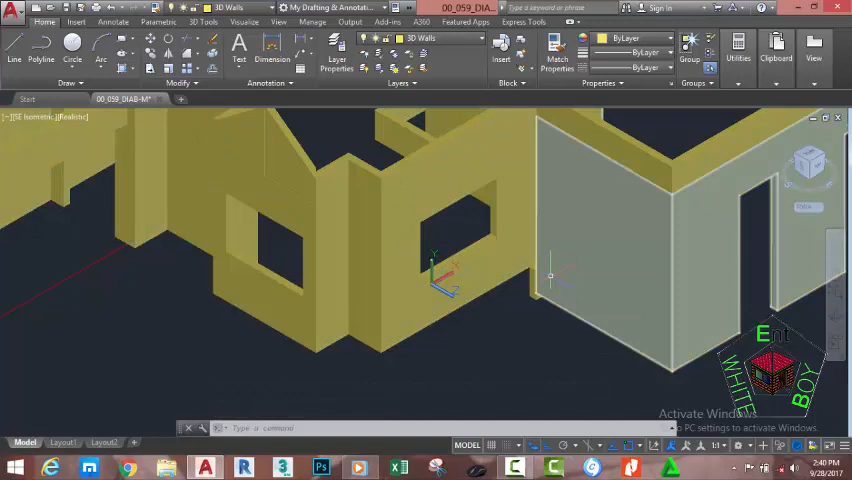 3D Walls
My Drafting & Annotati...
00_059_DIA...
Type a keyword or phrase
Sign In
Home Insert Annotate Parametric 3D Tools Visualize View Manage Output Add-ins A360 Featured Apps Express Tools
3D Walls
ByLayer
ByLayer
ByLayer
Line Polyline Circle Arc
Text Dimension
Layer
Properties
Insert
Match
Properties
Group
Utilities
Clipboard
View
Draw
Modify
Annotation
Layers
Block
Properties
Groups
Start
00_059_DIAB-M*
[−][SE Isometric][Realistic]
Y
X
Z
Ent
WHITE
BOY
Activate Windows
o PC settings to activate Windows.
Type a command
Model Layout1 Layout2
MODEL
1:1
2:40 PM
9/28/2017